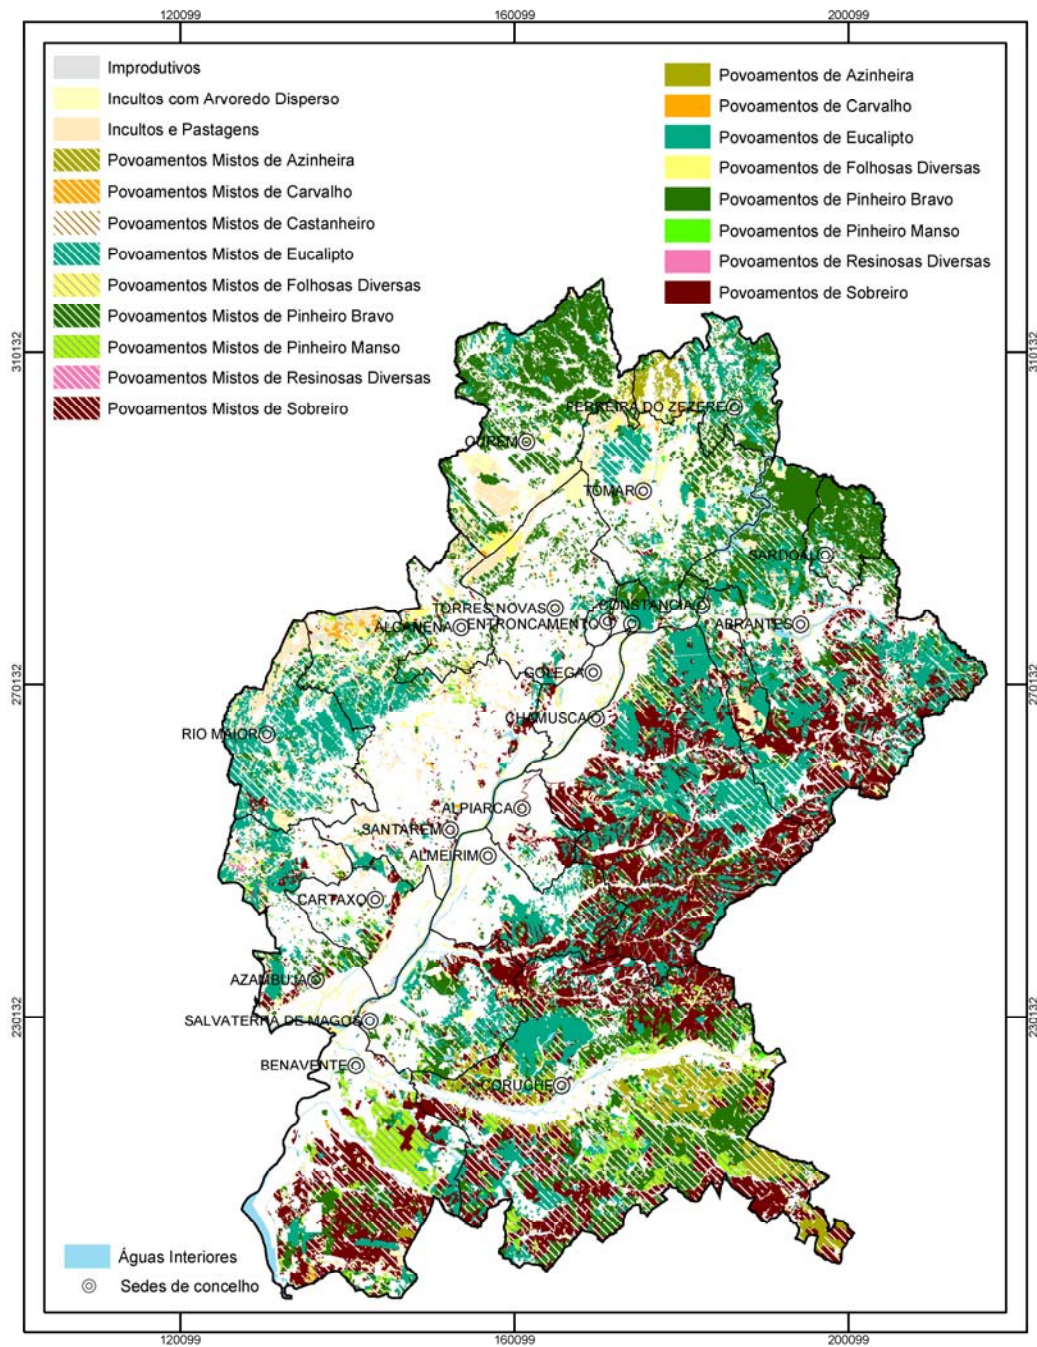 120099 160099 200099
Improdutivos
Incultos com Arvoredo Disperso
Incultos e Pastagens
Povoamentos Mistos de Azinheira
Povoamentos Mistos de Carvalho
Povoamentos Mistos de Castanheiro
Povoamentos Mistos de Eucalipto
Povoamentos Mistos de Folhosas Diversas
Povoamentos Mistos de Pinheiro Bravo
Povoamentos Mistos de Pinheiro Manso
Povoamentos Mistos de Resinosas Diversas
Povoamentos Mistos de Sobreiro
Povoamentos de Azinheira
Povoamentos de Carvalho
Povoamentos de Eucalipto
Povoamentos de Folhosas Diversas
Povoamentos de Pinheiro Bravo
Povoamentos de Pinheiro Manso
Povoamentos de Resinosas Diversas
Povoamentos de Sobreiro
310132 310132
FERREIRA DO ZEZERE
OUREM
TOMAR
SARDOAL
TORRES NOVAS
CONSTANCIA
ALCANENA
ENTRONCAMENTO
ABRANTES
GOLEGA
270132 270132
CHAMUSCA
RIO MAIOR
ALPIARCA
SANTAREM
ALMEIRIM
CARTAXO
AZAMBUJA
SALVATERRA DE MAGOS
230132 230132
BENAVENTE
CORUCHE
Águas Interiores
Sedes de concelho
120099 160099 200099